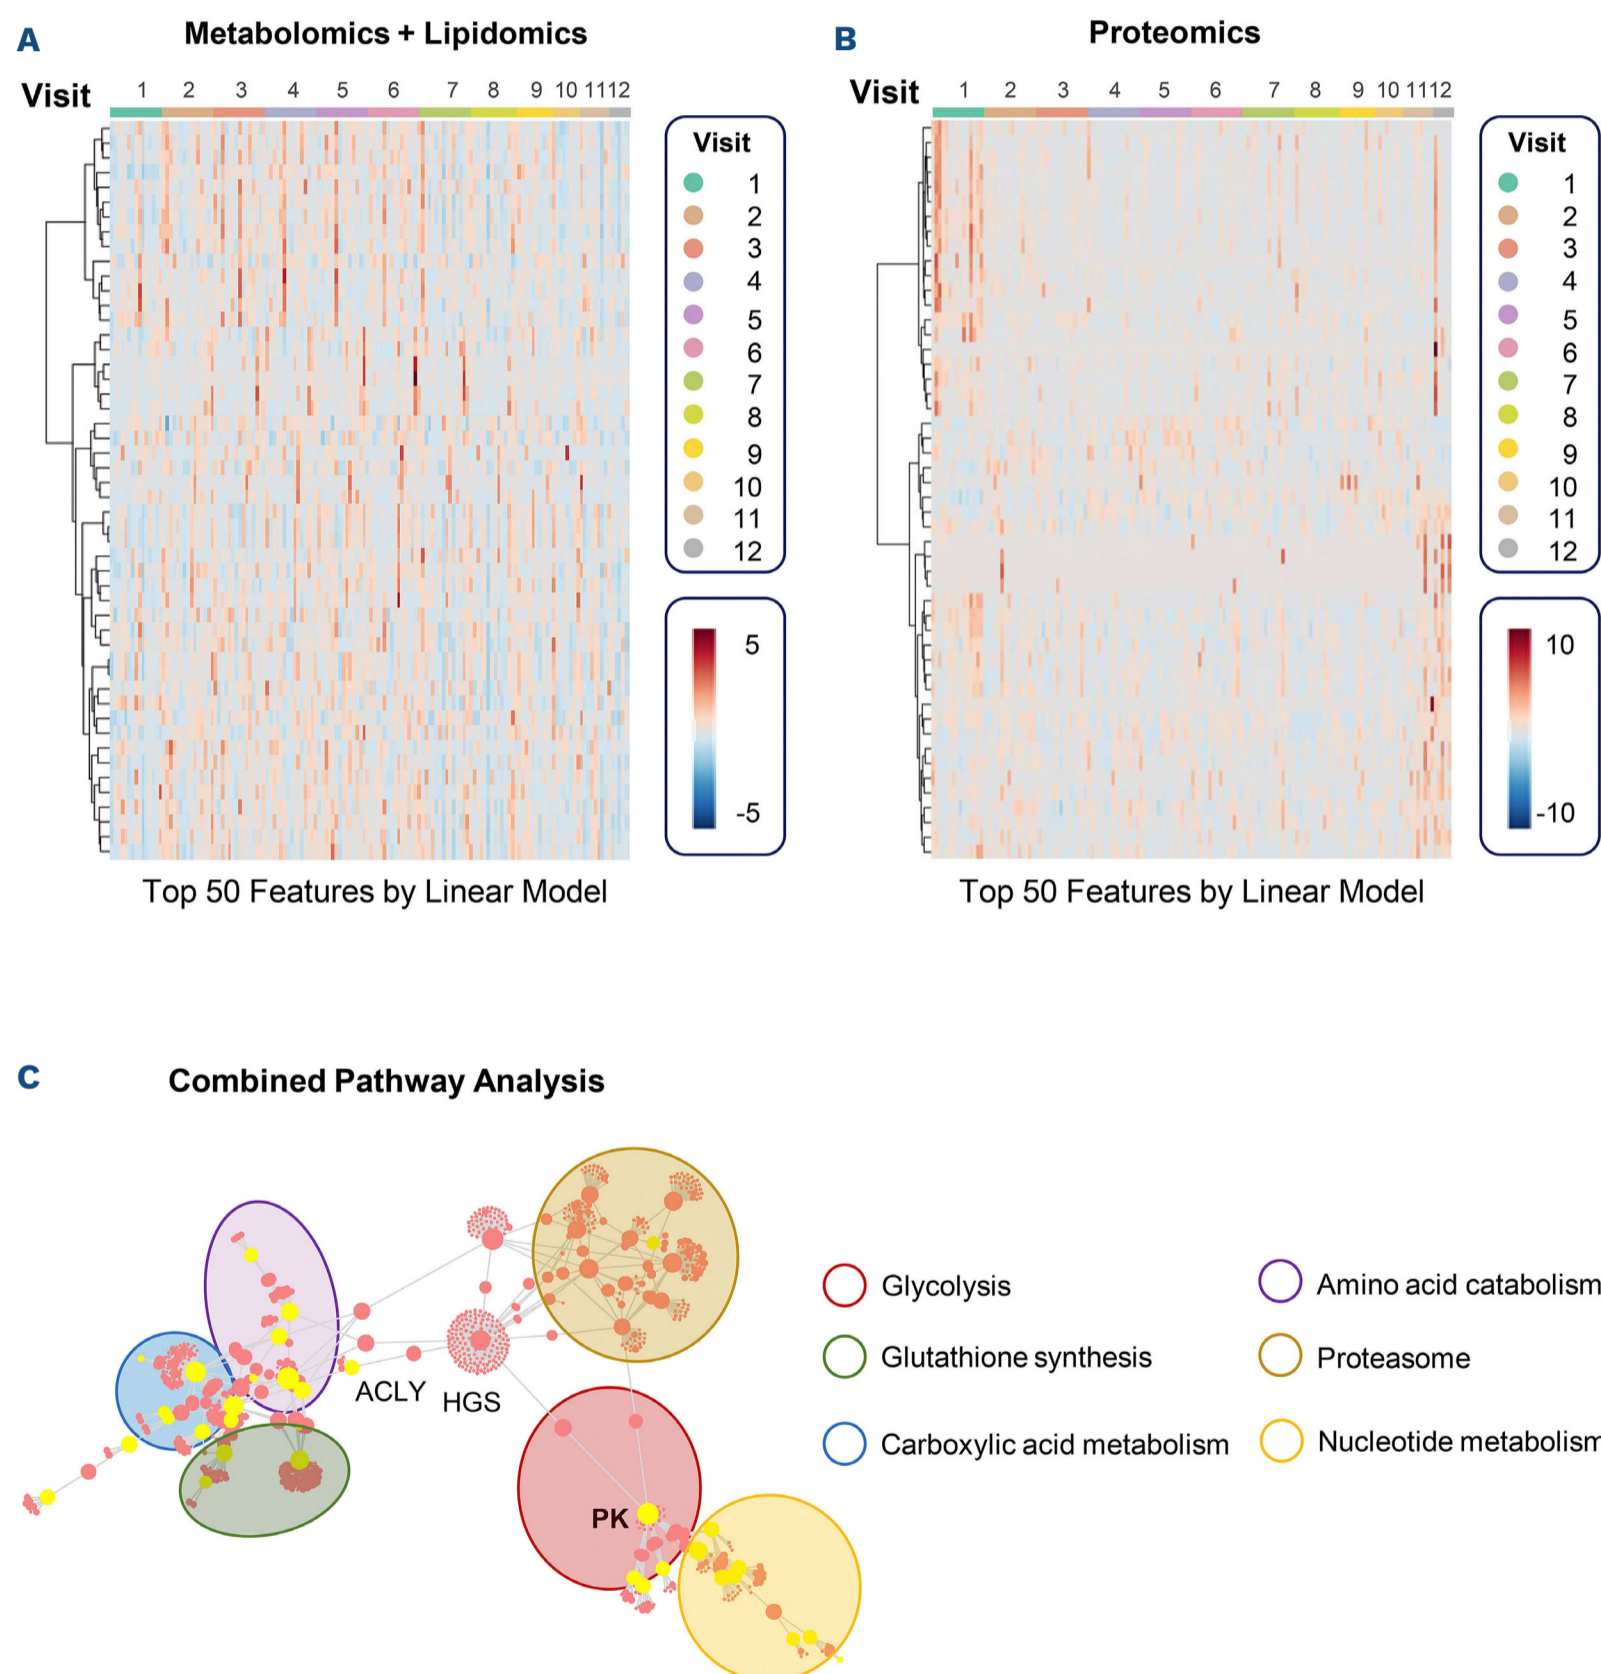 A
Metabolomics + Lipidomics
Visit
1 2 3 4 5 6 7 8 9 10 11 12
Visit
1
2
3
4
5
6
7
8
9
10
11
12
5
-5
Top 50 Features by Linear Model
B
Proteomics
Visit
1 2 3 4 5 6 7 8 9 10 11 12
Visit
1
2
3
4
5
6
7
8
9
10
11
12
10
-10
Top 50 Features by Linear Model
C
Combined Pathway Analysis
ACLY
HGS
PK
Glycolysis
Glutathione synthesis
Carboxylic acid metabolism
Amino acid catabolism
Proteasome
Nucleotide metabolism